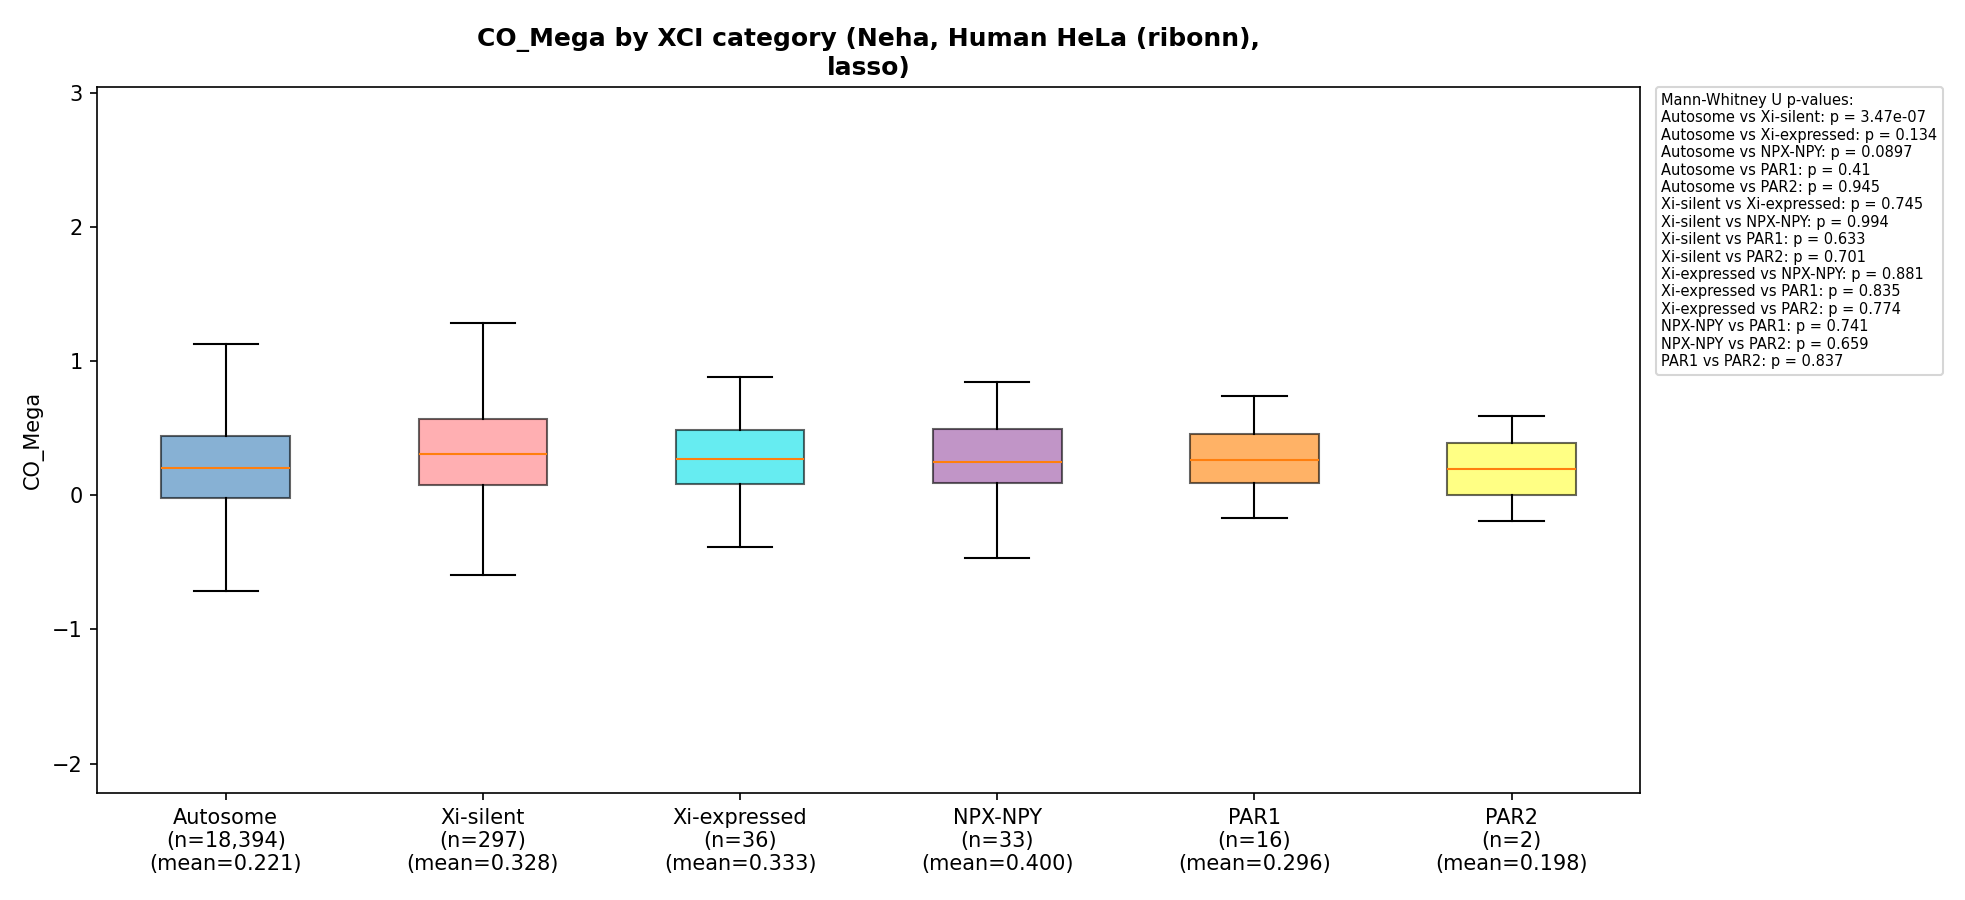 CO_Mega by XCI category (Neha, Human HeLa (ribonn),
lasso)
Mann-Whitney U p-values:
Autosome vs Xi-silent: p = 3.47e-07
Autosome vs Xi-expressed: p = 0.134
Autosome vs NPX-NPY: p = 0.0897
Autosome vs PAR1: p = 0.41
Autosome vs PAR2: p = 0.945
Xi-silent vs Xi-expressed: p = 0.745
Xi-silent vs NPX-NPY: p = 0.994
Xi-silent vs PAR1: p = 0.633
Xi-silent vs PAR2: p = 0.701
Xi-expressed vs NPX-NPY: p = 0.881
Xi-expressed vs PAR1: p = 0.835
Xi-expressed vs PAR2: p = 0.774
NPX-NPY vs PAR1: p = 0.741
NPX-NPY vs PAR2: p = 0.659
PAR1 vs PAR2: p = 0.837
CO_Mega
3
2
1
0
−1
−2
Autosome
(n=18,394)
(mean=0.221)
Xi-silent
(n=297)
(mean=0.328)
Xi-expressed
(n=36)
(mean=0.333)
NPX-NPY
(n=33)
(mean=0.400)
PAR1
(n=16)
(mean=0.296)
PAR2
(n=2)
(mean=0.198)